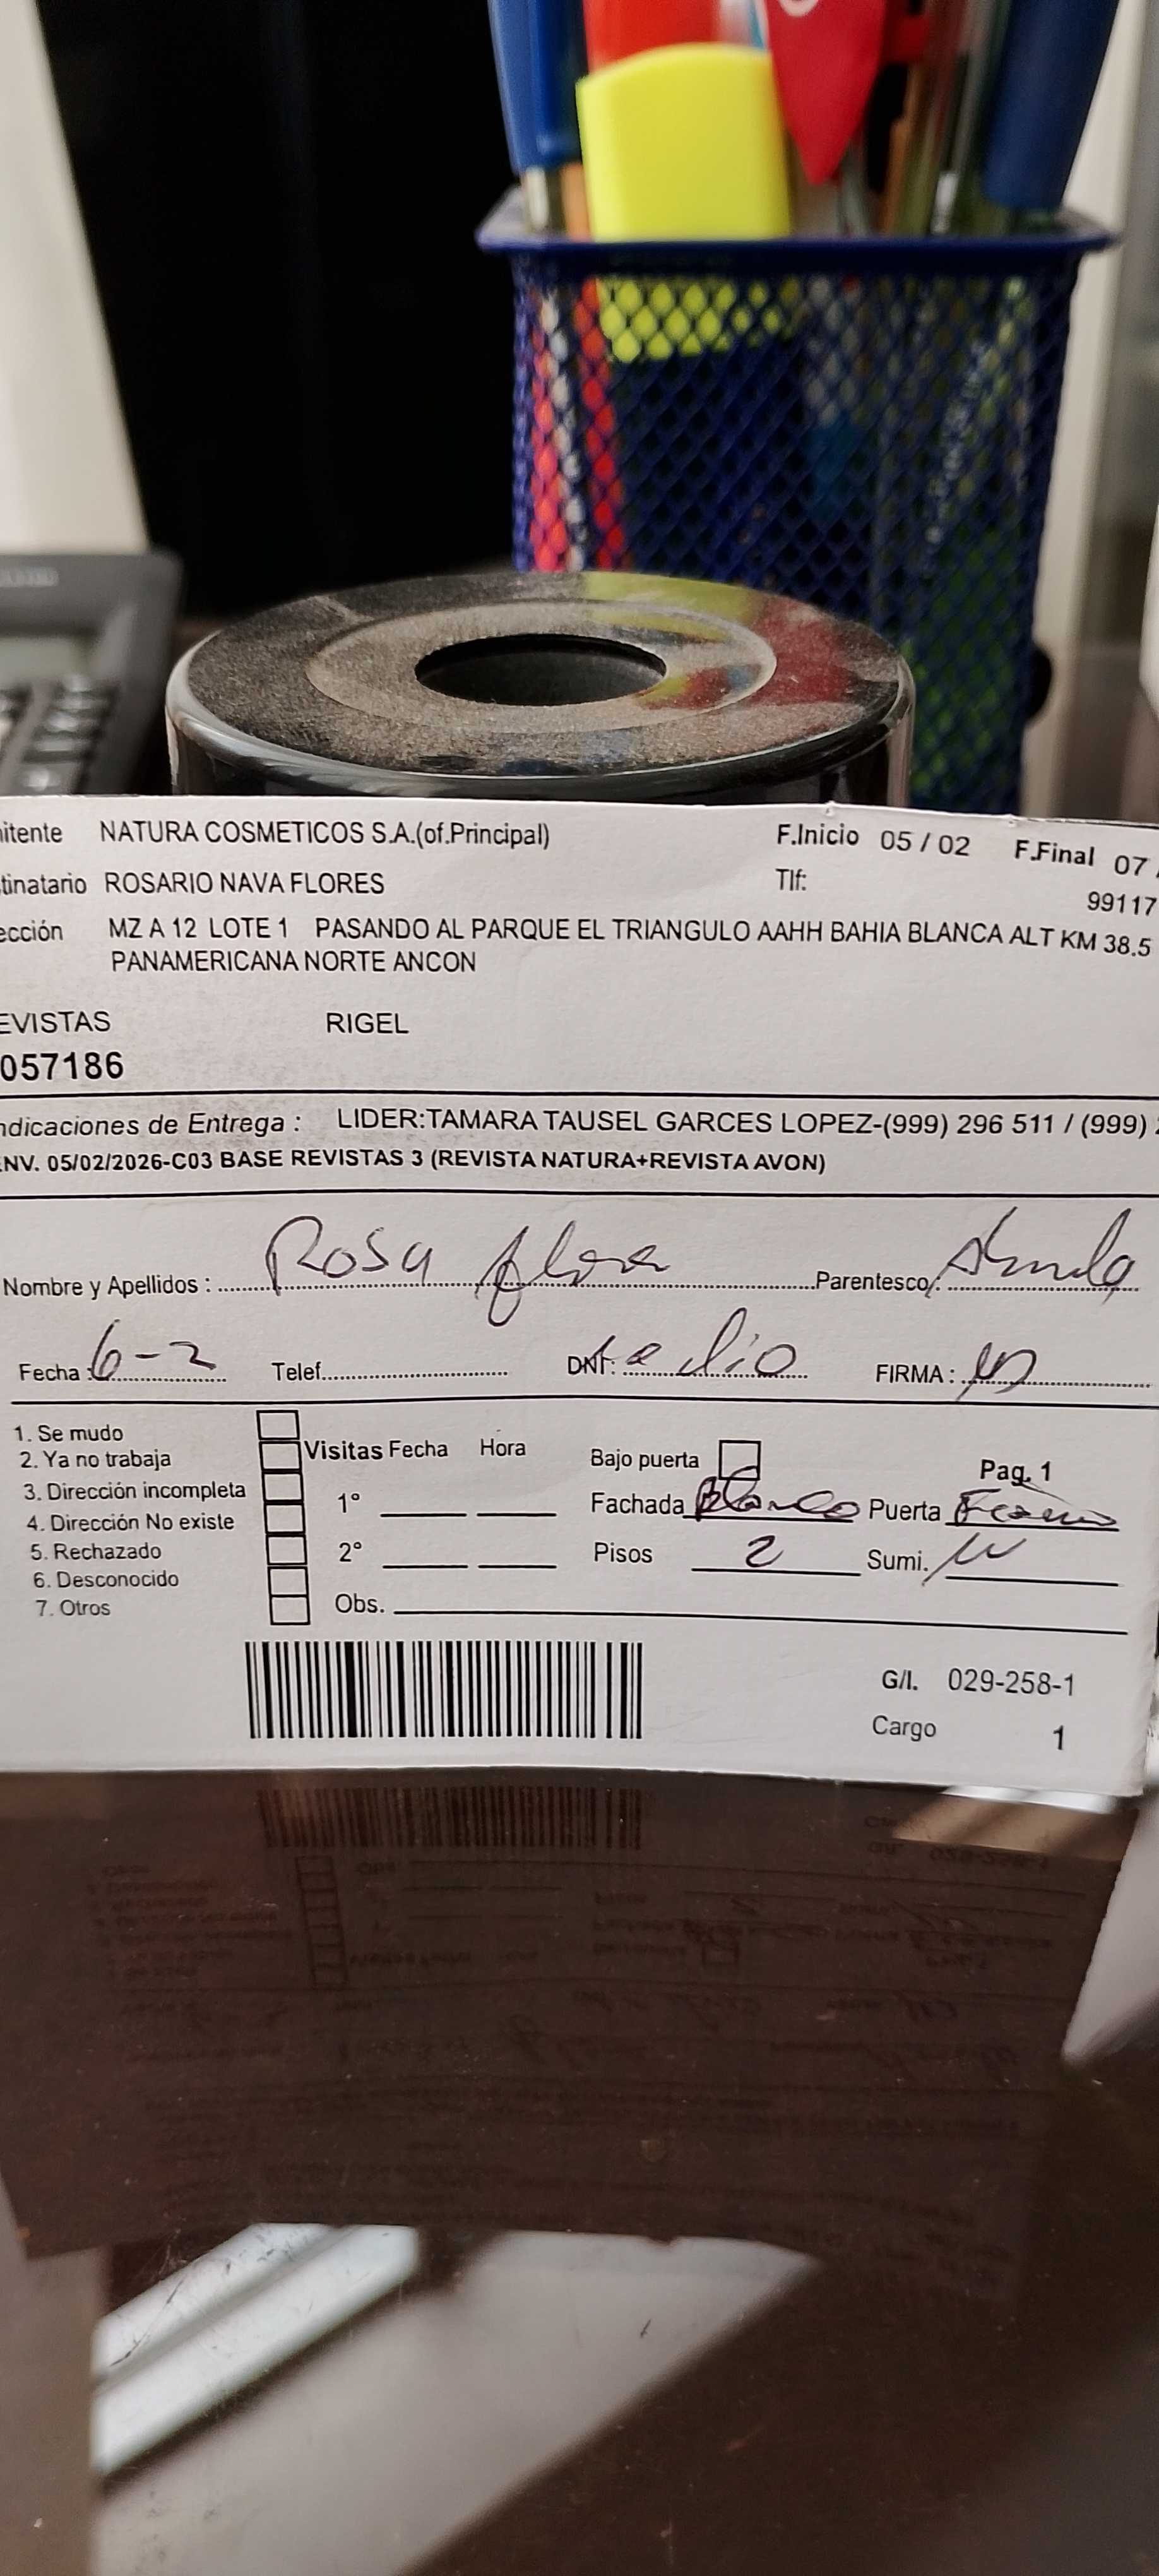 itente NATURA COSMETICOS S.A.(of.Principal) F.Inicio 05 / 02 F.Final 07
tinatario ROSARIO NAVA FLORES Tlf: 99117
ección MZ A 12 LOTE 1 PASANDO AL PARQUE EL TRIANGULO AAHH BAHIA BLANCA ALT KM 38.5
PANAMERICANA NORTE ANCON
EVISTAS RIGEL
057186
ndicaciones de Entrega : LIDER:TAMARA TAUSEL GARCES LOPEZ-(999) 296 511 / (999)
NV. 05/02/2026-C03 BASE REVISTAS 3 (REVISTA NATURA+REVISTA AVON)
Nombre y Apellidos : Rosa Parentesco:
Fecha : 6-2 Telef. DNI: FIRMA :
1. Se mudo
2. Ya no trabaja
3. Dirección incompleta
4. Dirección No existe
5. Rechazado
6. Desconocido
7. Otros
Visitas Fecha Hora
1°
2°
Obs.
Bajo puerta Pag. 1
Fachada Blanco Puerta
Pisos 2 Sumi.
G/I. 029-258-1
Cargo 1